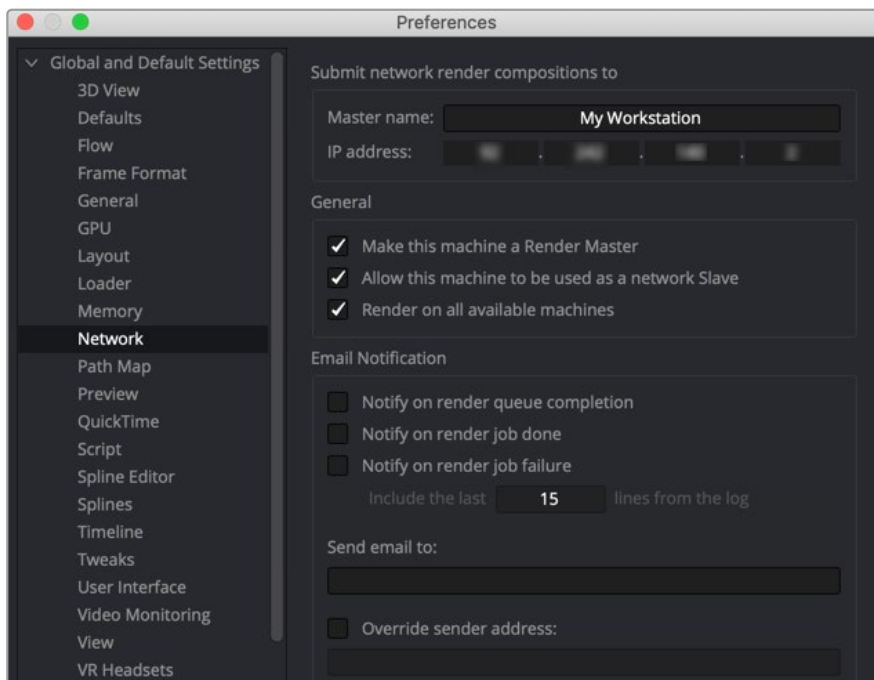 Preferences
Global and Default Settings
3D View
Defaults
Flow
Frame Format
General
GPU
Layout
Loader
Memory
Network
Path Map
Preview
QuickTime
Script
Spline Editor
Splines
Timeline
Tweaks
User Interface
Video Monitoring
View
VR Headsets
Submit network render compositions to
Master name: My Workstation
IP address: . . .
General
Make this machine a Render Master
Allow this machine to be used as a network Slave
Render on all available machines
Email Notification
Notify on render queue completion
Notify on render job done
Notify on render job failure
Include the last 15 lines from the log
Send email to:
Override sender address: